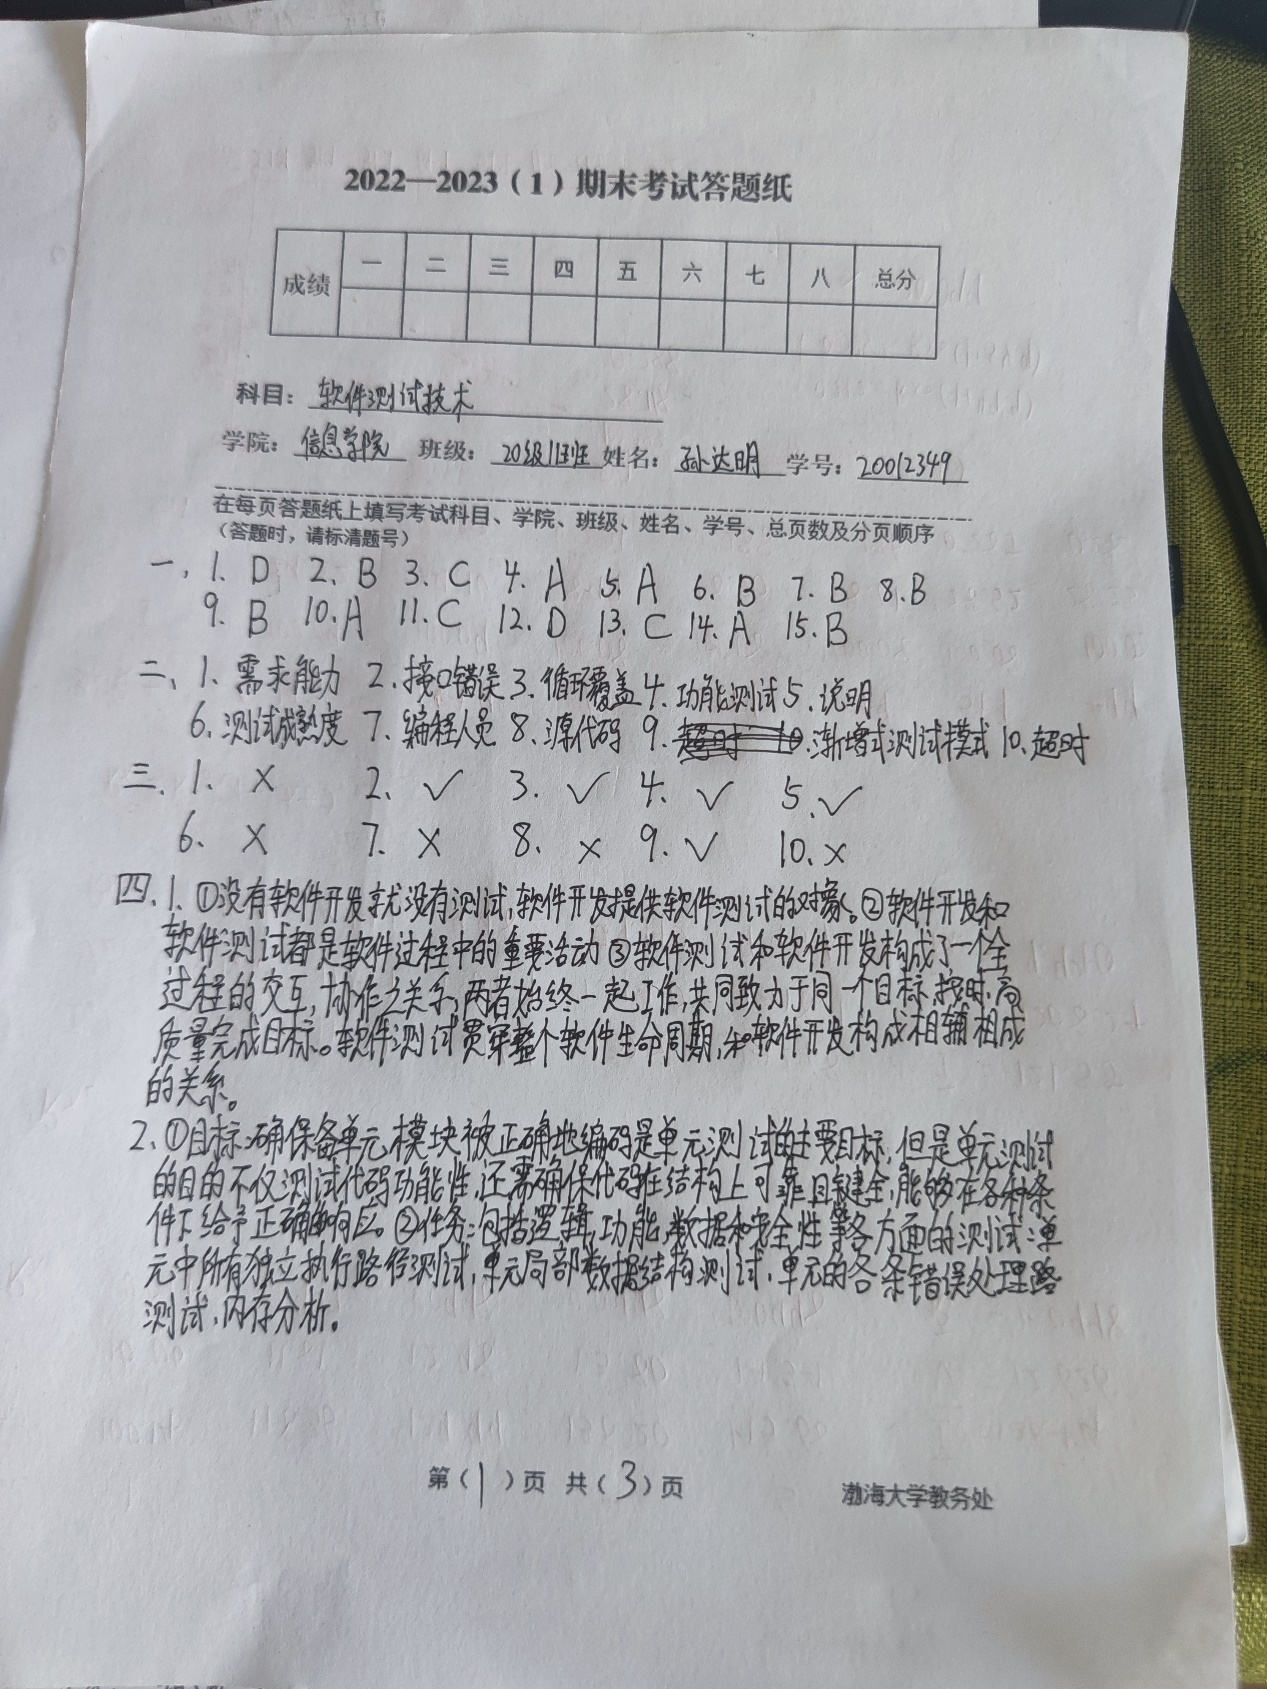 2022—2023（1）期末考试答题纸
成绩 一 二 三 四 五 六 七 八 总分
科目：软件测试技术
学院：信息学院 班级：20级11班 姓名：孙达明 学号：20012349
在每页答题纸上填写考试科目、学院、班级、姓名、学号、总页数及分页顺序
（答题时，请标清题号）
一、1. D 2. B 3. C 4. A 5. A 6. B 7. B 8. B
9. B 10. A 11. C 12. D 13. C 14. A 15. B
二、1. 需求能力 2. 接口错误 3. 循环覆盖 4. 功能测试 5. 说明
6. 测试成熟度 7. 编程人员 8. 源代码 9. 渐增式测试模式 10. 超时
三、1. × 2. ✓ 3. ✓ 4. ✓ 5. ✓
6. × 7. × 8. × 9. ✓ 10. ×
四、1. ①没有软件开发就没有测试，软件开发提供软件测试的对象。②软件开发和
软件测试都是软件过程中的重要活动 ③软件测试和软件开发构成了一个全
过程的交互，协作之关系，两者始终一起工作，共同致力于同一个目标，按时、高
质量完成目标。软件测试贯穿整个软件生命周期，和软件开发构成相辅相成
的关系。
2. ①目标：确保各单元模块被正确地编码是单元测试的主要目标，但是单元测试
的目的不仅测试代码功能性，还需确保代码在结构上可靠且健全，能够在各种条
件下给予正确的响应。②任务：包括逻辑，功能，数据和安全性等各方面的测试：单
元中所有独立执行路径测试，单元局部数据结构测试，单元的各条错误处理路
测试，内存分析。
第（1）页 共（3）页 渤海大学教务处